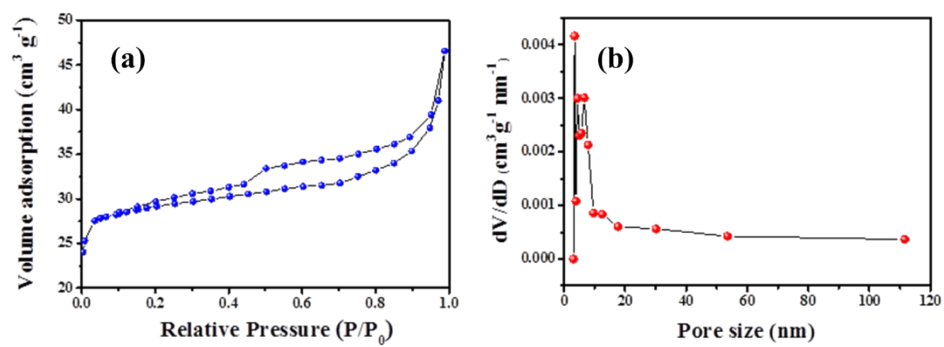 (a)
Volume adsorption (cm³ g⁻¹)
50
45
40
35
30
25
20
0.0 0.2 0.4 0.6 0.8 1.0
Relative Pressure (P/P₀)
(b)
dV/dD (cm³g⁻¹ nm⁻¹)
0.004
0.003
0.002
0.001
0.000
0 20 40 60 80 100 120
Pore size (nm)